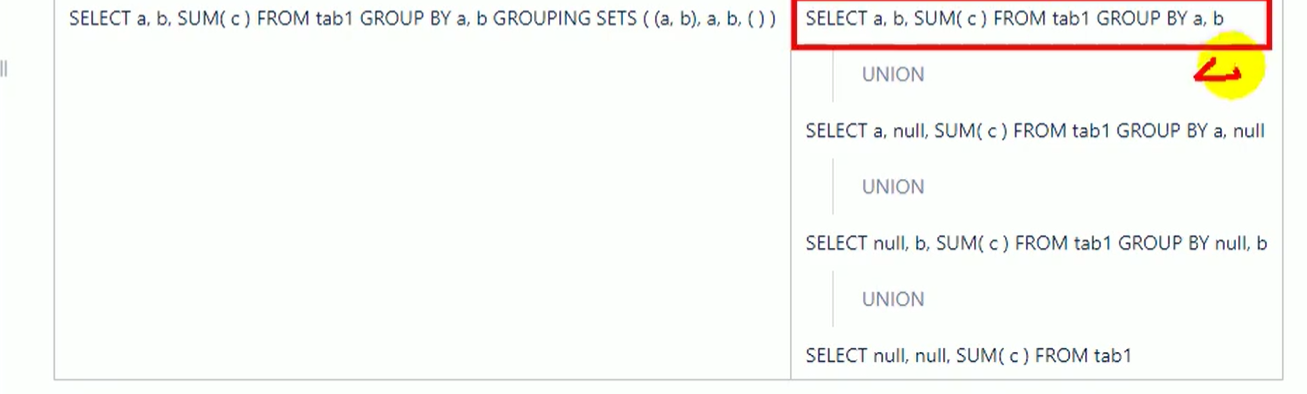 SELECT a, b, SUM( c ) FROM tab1 GROUP BY a, b GROUPING SETS ( (a, b), a, b, ( ) )
SELECT a, b, SUM( c ) FROM tab1 GROUP BY a, b
UNION
SELECT a, null, SUM( c ) FROM tab1 GROUP BY a, null
UNION
SELECT null, b, SUM( c ) FROM tab1 GROUP BY null, b
UNION
SELECT null, null, SUM( c ) FROM tab1